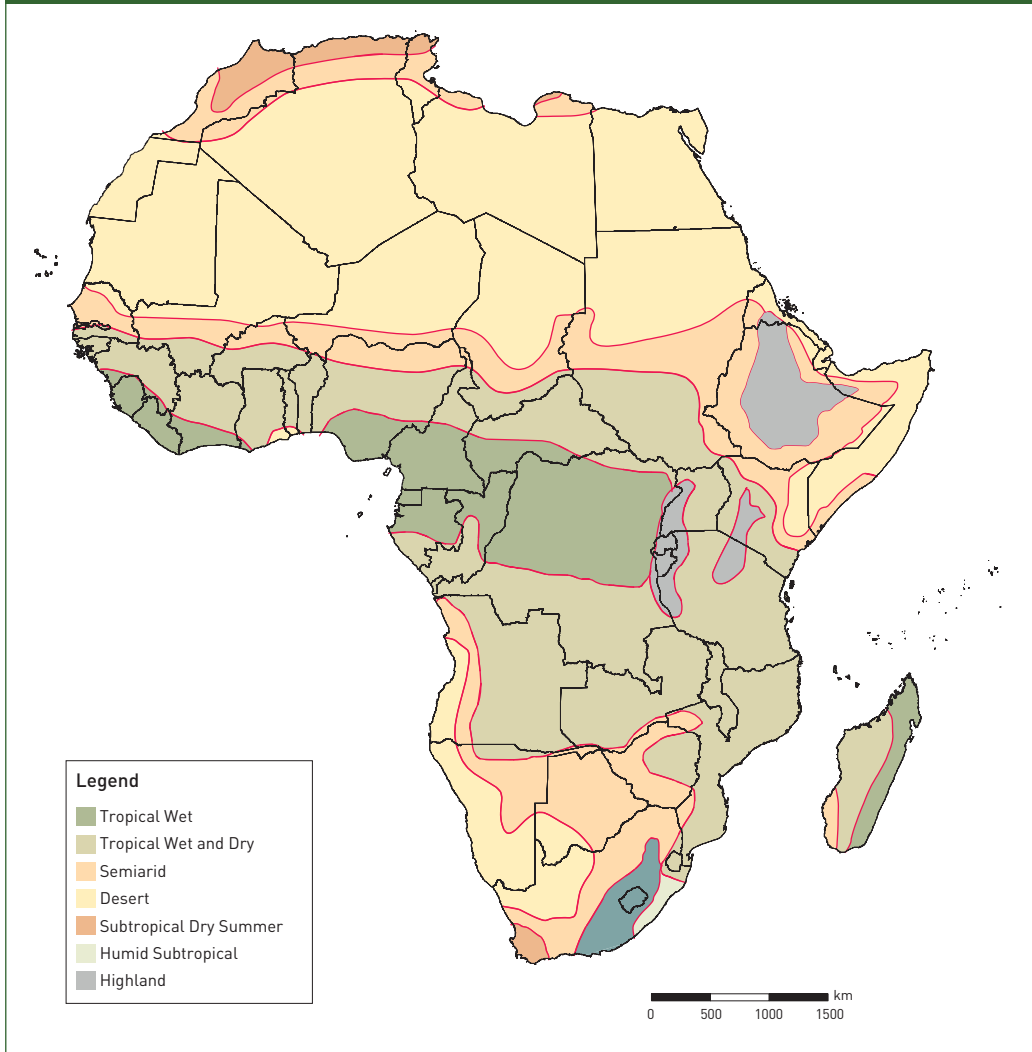 Legend
Tropical Wet
Tropical Wet and Dry
Semiarid
Desert
Subtropical Dry Summer
Humid Subtropical
Highland
km
0 500 1000 1500